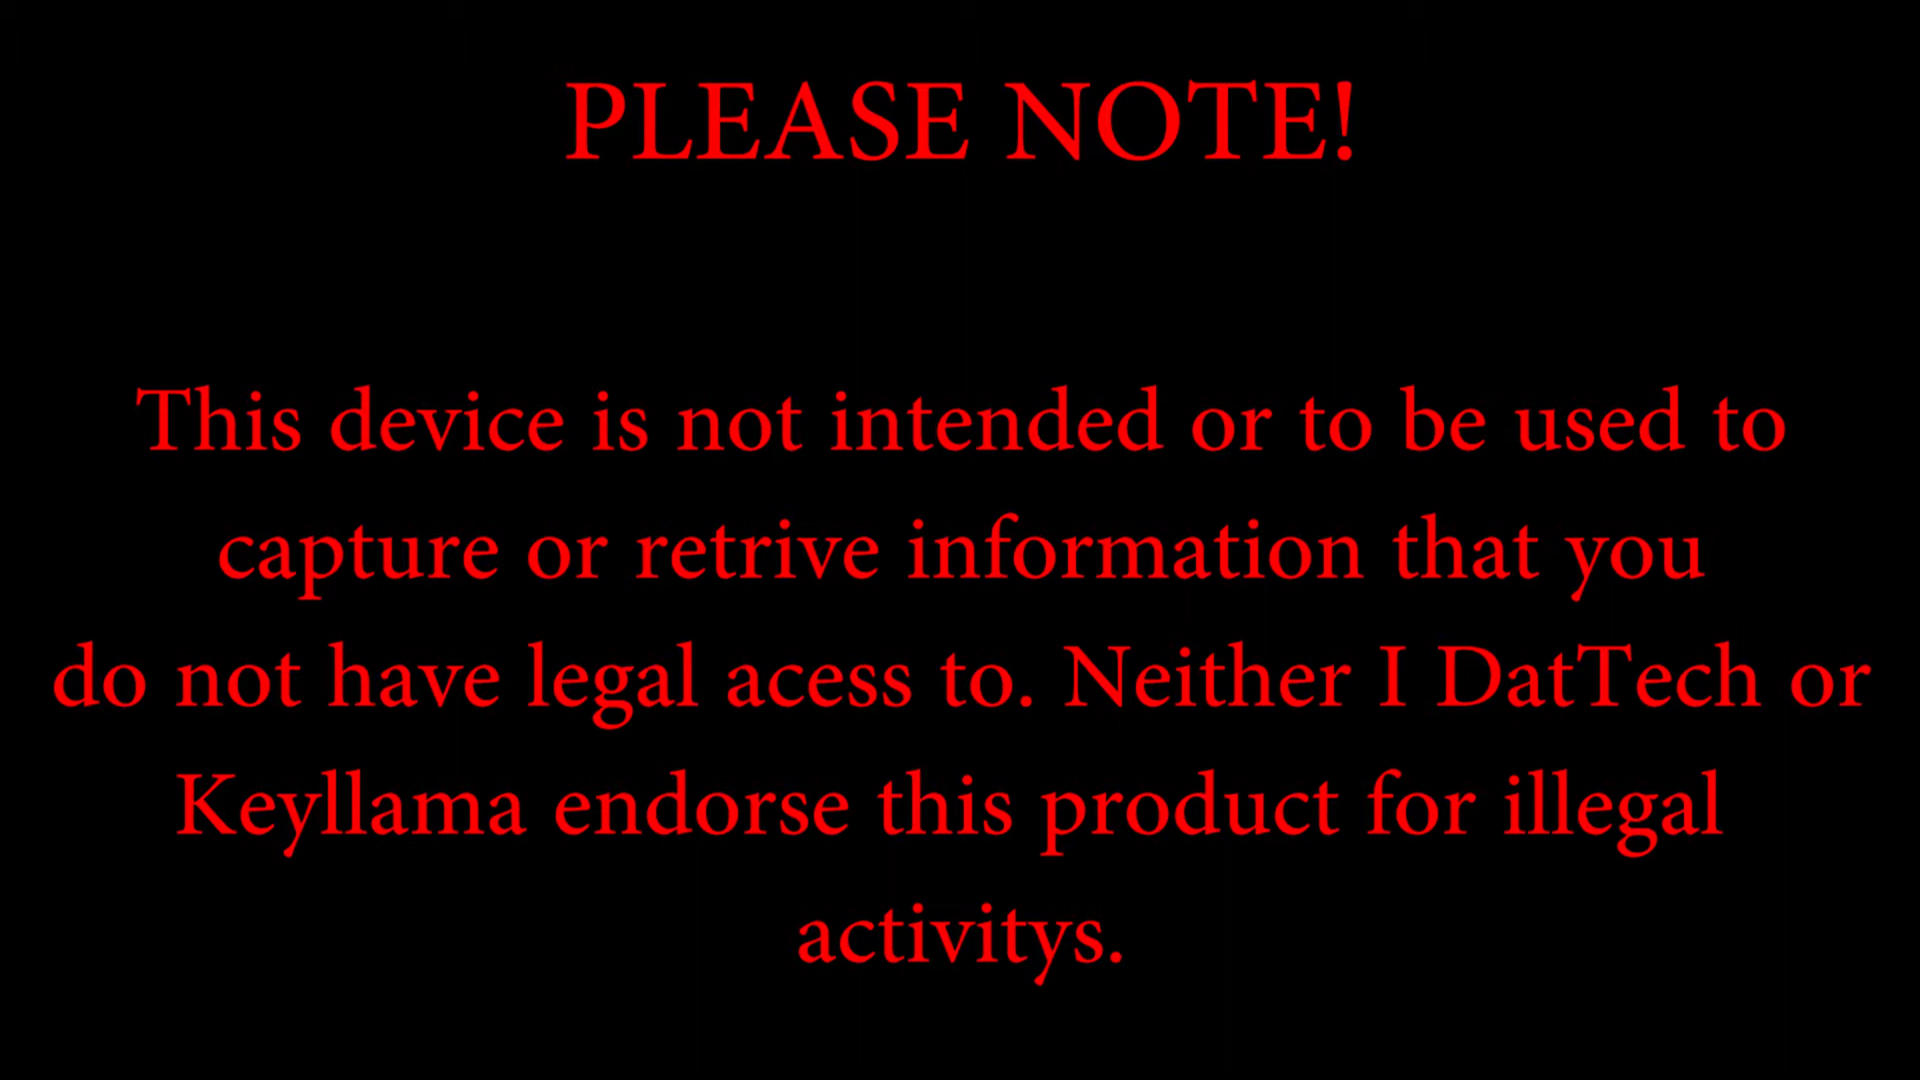 PLEASE NOTE!
This device is not intended or to be used to
capture or retrive information that you
do not have legal acess to. Neither I DatTech or
Keyllama endorse this product for illegal
activitys.